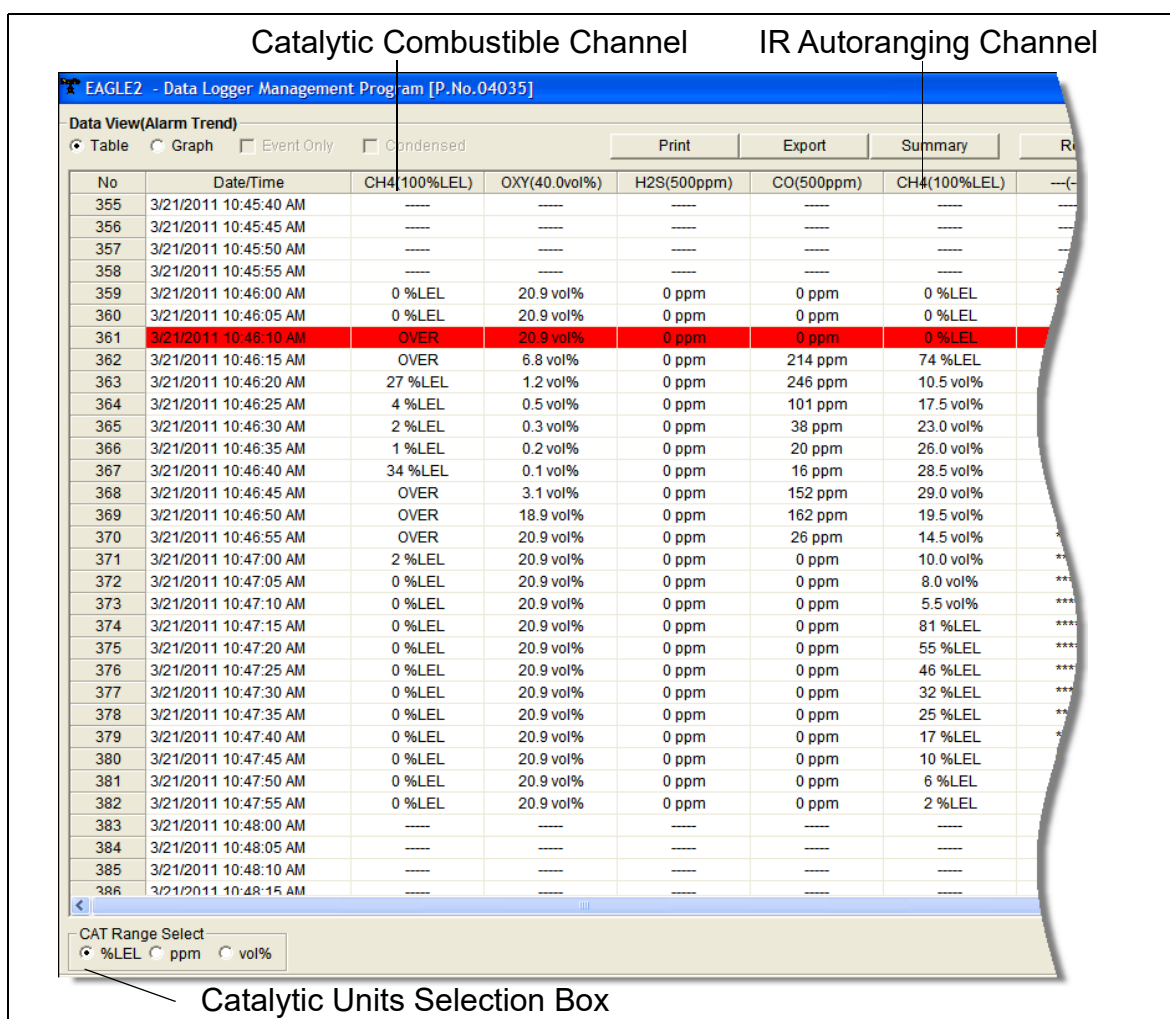 Catalytic Combustible Channel IR Autoranging Channel
EAGLE2 - Data Logger Management Program [P.No.04035]
Data View(Alarm Trend)
Table Graph Event Only Condensed Print Export Summary
No Date/Time CH4(100%LEL) OXY(40.0vol%) H2S(500ppm) CO(500ppm) CH4(100%LEL) ---(-
355 3/21/2011 10:45:40 AM ----- ----- ----- ----- ----- ----
356 3/21/2011 10:45:45 AM ----- ----- ----- ----- ----- ---
357 3/21/2011 10:45:50 AM ----- ----- ----- ----- ----- ---
358 3/21/2011 10:45:55 AM ----- ----- ----- ----- ----- --
359 3/21/2011 10:46:00 AM 0 %LEL 20.9 vol% 0 ppm 0 ppm 0 %LEL *
360 3/21/2011 10:46:05 AM 0 %LEL 20.9 vol% 0 ppm 0 ppm 0 %LEL
361 3/21/2011 10:46:10 AM OVER 20.9 vol% 0 ppm 0 ppm 0 %LEL
362 3/21/2011 10:46:15 AM OVER 6.8 vol% 0 ppm 214 ppm 74 %LEL
363 3/21/2011 10:46:20 AM 27 %LEL 1.2 vol% 0 ppm 246 ppm 10.5 vol%
364 3/21/2011 10:46:25 AM 4 %LEL 0.5 vol% 0 ppm 101 ppm 17.5 vol%
365 3/21/2011 10:46:30 AM 2 %LEL 0.3 vol% 0 ppm 38 ppm 23.0 vol%
366 3/21/2011 10:46:35 AM 1 %LEL 0.2 vol% 0 ppm 20 ppm 26.0 vol%
367 3/21/2011 10:46:40 AM 34 %LEL 0.1 vol% 0 ppm 16 ppm 28.5 vol%
368 3/21/2011 10:46:45 AM OVER 3.1 vol% 0 ppm 152 ppm 29.0 vol%
369 3/21/2011 10:46:50 AM OVER 18.9 vol% 0 ppm 162 ppm 19.5 vol%
370 3/21/2011 10:46:55 AM OVER 20.9 vol% 0 ppm 26 ppm 14.5 vol% *
371 3/21/2011 10:47:00 AM 2 %LEL 20.9 vol% 0 ppm 0 ppm 10.0 vol% **
372 3/21/2011 10:47:05 AM 0 %LEL 20.9 vol% 0 ppm 0 ppm 8.0 vol% ***
373 3/21/2011 10:47:10 AM 0 %LEL 20.9 vol% 0 ppm 0 ppm 5.5 vol% ****
374 3/21/2011 10:47:15 AM 0 %LEL 20.9 vol% 0 ppm 0 ppm 81 %LEL ****
375 3/21/2011 10:47:20 AM 0 %LEL 20.9 vol% 0 ppm 0 ppm 55 %LEL ****
376 3/21/2011 10:47:25 AM 0 %LEL 20.9 vol% 0 ppm 0 ppm 46 %LEL ****
377 3/21/2011 10:47:30 AM 0 %LEL 20.9 vol% 0 ppm 0 ppm 32 %LEL ***
378 3/21/2011 10:47:35 AM 0 %LEL 20.9 vol% 0 ppm 0 ppm 25 %LEL **
379 3/21/2011 10:47:40 AM 0 %LEL 20.9 vol% 0 ppm 0 ppm 17 %LEL *
380 3/21/2011 10:47:45 AM 0 %LEL 20.9 vol% 0 ppm 0 ppm 10 %LEL
381 3/21/2011 10:47:50 AM 0 %LEL 20.9 vol% 0 ppm 0 ppm 6 %LEL
382 3/21/2011 10:47:55 AM 0 %LEL 20.9 vol% 0 ppm 0 ppm 2 %LEL
383 3/21/2011 10:48:00 AM ----- ----- ----- ----- -----
384 3/21/2011 10:48:05 AM ----- ----- ----- ----- -----
385 3/21/2011 10:48:10 AM ----- ----- ----- ----- -----
386 3/21/2011 10:48:15 AM ----- ----- ----- ----- -----
CAT Range Select
%LEL ppm vol%
Catalytic Units Selection Box